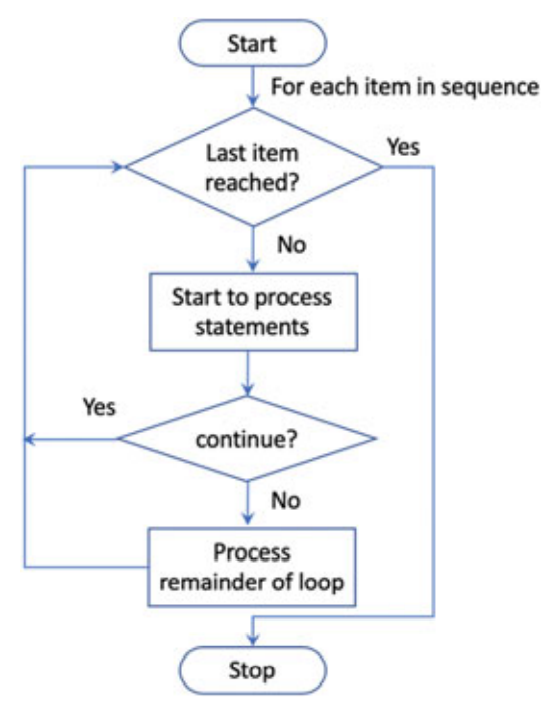 Start
For each item in sequence
Last item
reached?
Yes
No
Start to process
statements
Yes
continue?
No
Process
remainder of loop
Stop